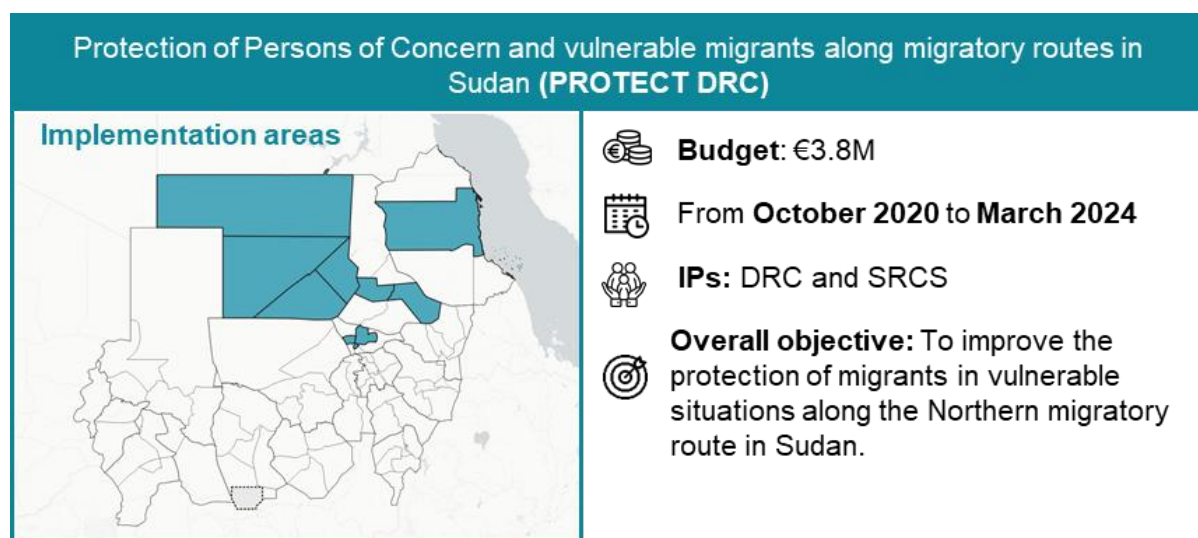 Protection of Persons of Concern and vulnerable migrants along migratory routes in
Sudan (PROTECT DRC)
Implementation areas
Budget: €3.8M
From October 2020 to March 2024
IPs: DRC and SRCS
Overall objective: To improve the
protection of migrants in vulnerable
situations along the Northern migratory
route in Sudan.